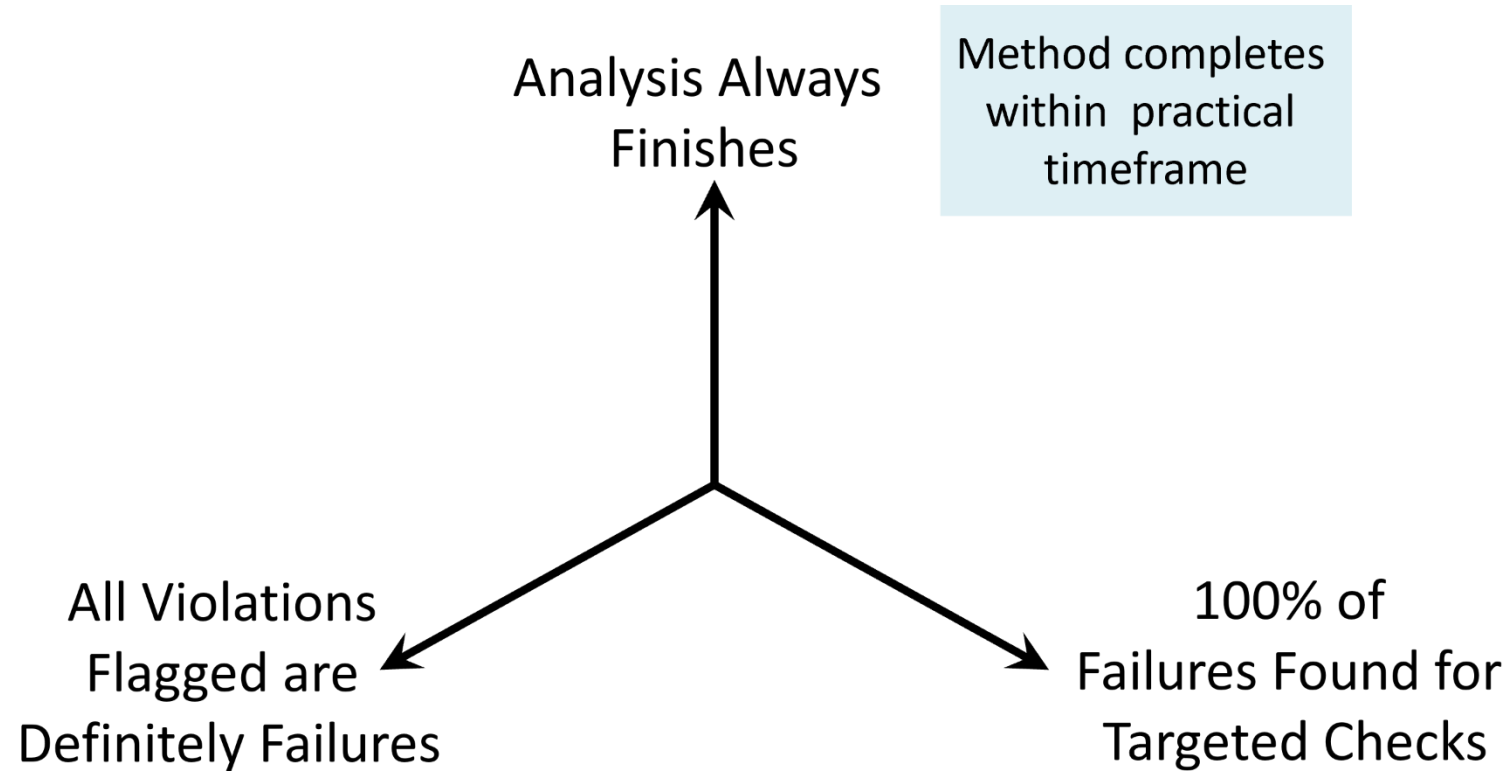 Analysis Always
Finishes
Method completes
within  practical
timeframe
All Violations
Flagged are
Definitely Failures
100% of
Failures Found for
Targeted Checks